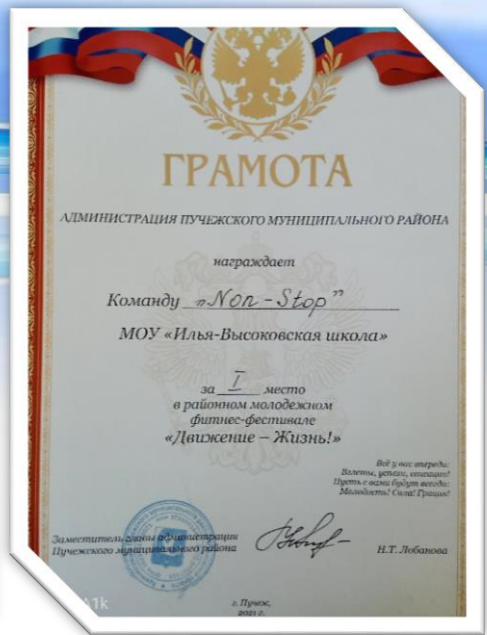 ГРАМОТА
АДМИНИСТРАЦИЯ ПУЧЕЖСКОГО МУНИЦИПАЛЬНОГО РАЙОНА
награждает
Команду „Non-Stop”
МОУ «Илья-Высоковская школа»
за I место
в районном молодежном
фитнес-фестивале
«Движение – Жизнь!»
Всё у вас впереди:
Взлеты, успехи, овации!
Пусть с вами будут всегда:
Молодость! Сила! Грация!
Заместитель главы администрации
Пучежского муниципального района
Н.Т. Лобанова
г. Пучеж,
2021 г.